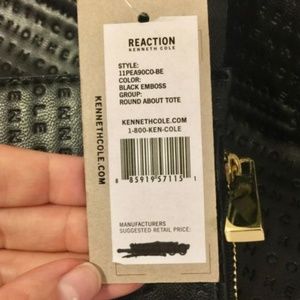 REACTION
KENNETH COLE
STYLE:
11PEA90CO-BE
COLOR:
BLACK EMBOSS
GROUP:
ROUND ABOUT TOTE
KENNETHCOLE.COM
1-800-KEN-COLE
8 85919 57115 1
MANUFACTURERS
SUGGESTED RETAIL PRICE:
KENNETHCOLE.COM